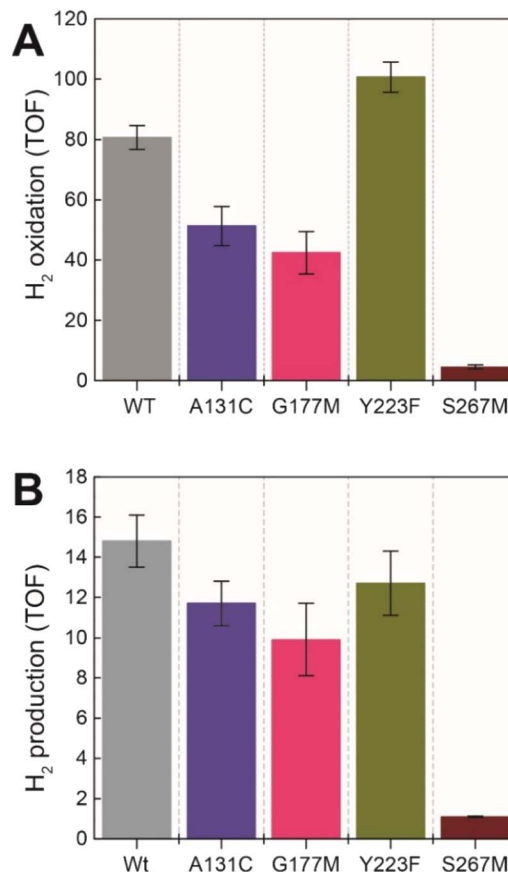 A
H₂ oxidation (TOF)
120
100
80
60
40
20
0
WT A131C G177M Y223F S267M
B
H₂ production (TOF)
18
16
14
12
10
8
6
4
2
0
Wt A131C G177M Y223F S267M